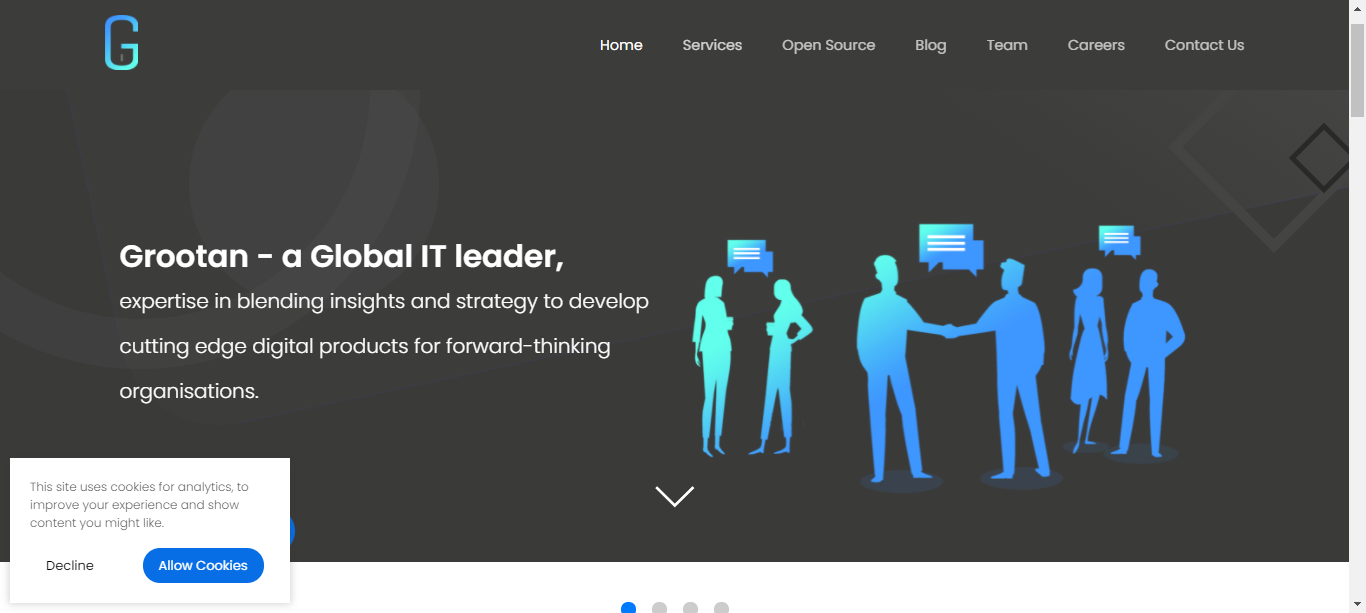 G
Home Services Open Source Blog Team Careers Contact Us
Grootan - a Global IT leader,
expertise in blending insights and strategy to develop
cutting edge digital products for forward-thinking
organisations.
This site uses cookies for analytics, to
improve your experience and show
content you might like.
Decline Allow Cookies